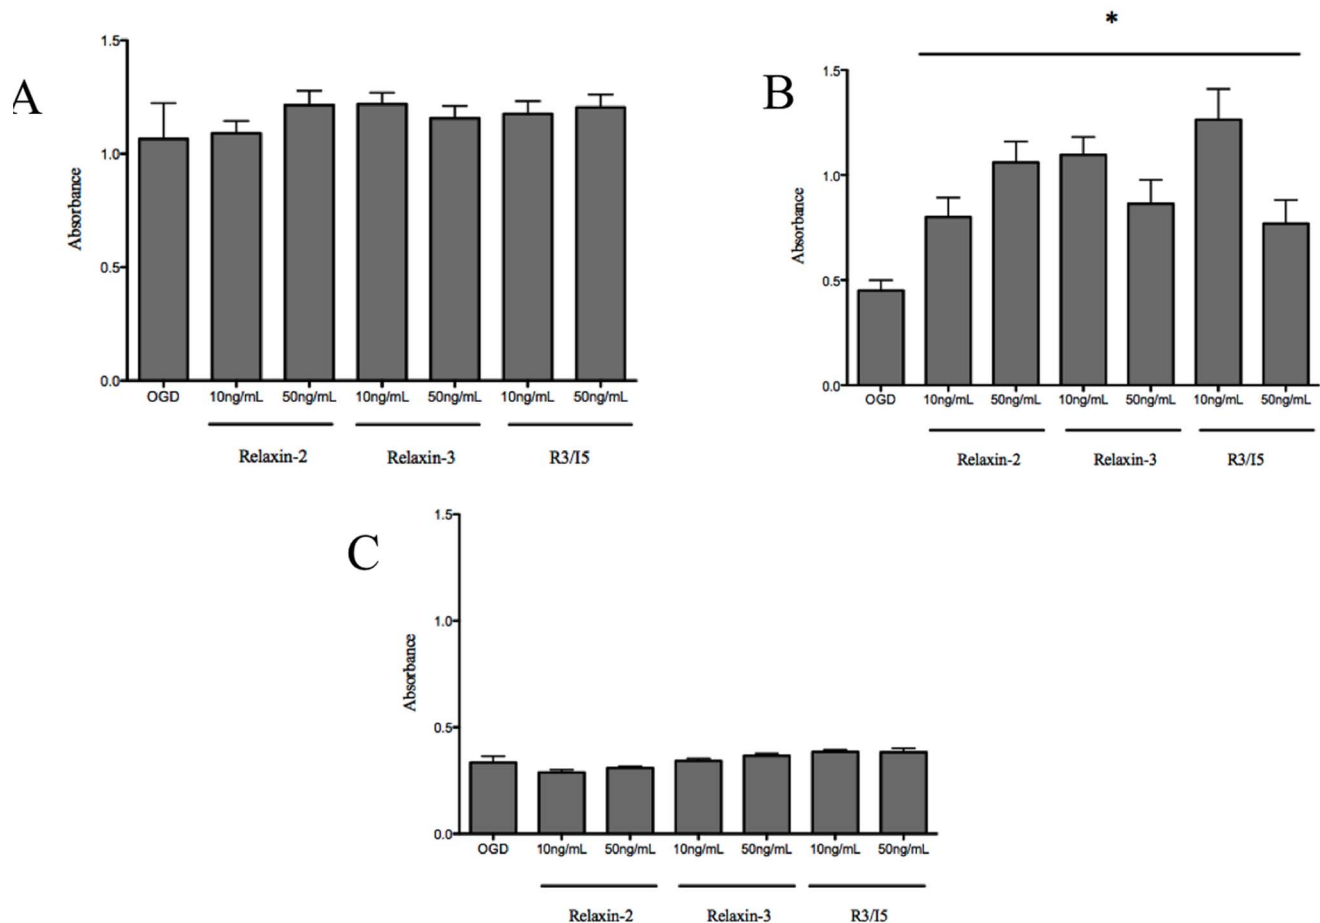 A
1.5
1.0
0.5
0.0
Absorbance
OGD 10ng/mL 50ng/mL 10ng/mL 50ng/mL 10ng/mL 50ng/mL
Relaxin-2 Relaxin-3 R3/I5
*
B
1.5
1.0
0.5
0.0
Absorbance
OGD 10ng/mL 50ng/mL 10ng/mL 50ng/mL 10ng/mL 50ng/mL
Relaxin-2 Relaxin-3 R3/I5
C
1.5
1.0
0.5
0.0
Absorbance
OGD 10ng/mL 50ng/mL 10ng/mL 50ng/mL 10ng/mL 50ng/mL
Relaxin-2 Relaxin-3 R3/I5